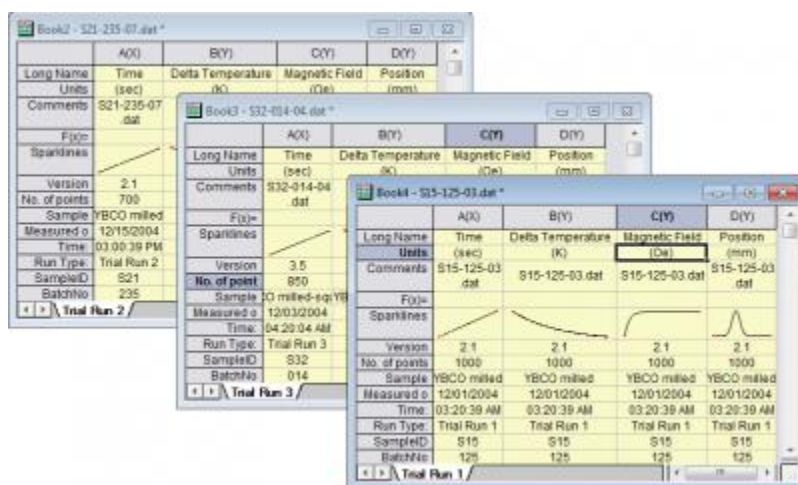 Book2 - S21-235-07.dat *
A(X) B(Y) C(Y) D(Y)
Long Name Time Delta Temperature Magnetic Field Position
Units (sec) (K) (Oe) (mm)
Comments S21-235-07
.dat
F(x)=
Sparklines
Version 2.1
No. of points 700
Sample YBCO milled
Measured o 12/15/2004
Time: 03:00:39 PM
Run Type: Trial Run 2
SampleID S21
BatchNo 235
Trial Run 2
Book3 - S32-014-04.dat *
A(X) B(Y) C(Y) D(Y)
Long Name Time Delta Temperature Magnetic Field Position
Units (sec) (K) (Oe) (mm)
Comments S32-014-04
.dat
F(x)=
Sparklines
Version 3.5
No. of point 850
Sample
Measured o 12/03/2004
Time: 04:20:04 AM
Run Type: Trial Run 3
SampleID S32
BatchNo 014
Trial Run 3
Book4 - S15-125-03.dat *
A(X) B(Y) C(Y) D(Y)
Long Name Time Delta Temperature Magnetic Field Position
Units (sec) (K) (Oe) (mm)
Comments S15-125-03 S15-125-03.dat S15-125-03.dat S15-125-03
.dat .dat
F(x)=
Sparklines
Version 2.1 2.1 2.1 2.1
No. of points 1000 1000 1000 1000
Sample YBCO milled YBCO milled YBCO milled YBCO milled
Measured o 12/01/2004 12/01/2004 12/01/2004 12/01/2004
Time: 03:20:39 AM 03:20:39 AM 03:20:39 AM 03:20:39 AM
Run Type: Trial Run 1 Trial Run 1 Trial Run 1 Trial Run 1
SampleID S15 S15 S15 S15
BatchNo 125 125 125 125
Trial Run 1